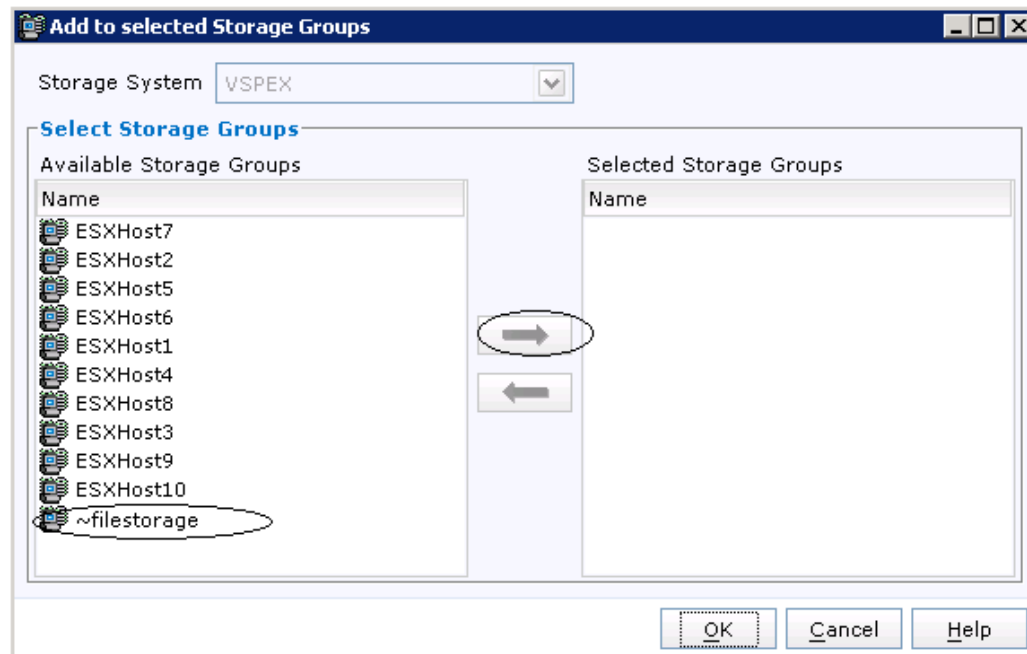 Add to selected Storage Groups
Storage System VSPEX
Select Storage Groups
Available Storage Groups
Name
ESXHost7
ESXHost2
ESXHost5
ESXHost6
ESXHost1
ESXHost4
ESXHost8
ESXHost3
ESXHost9
ESXHost10
~filestorage
Selected Storage Groups
Name
OK Cancel Help